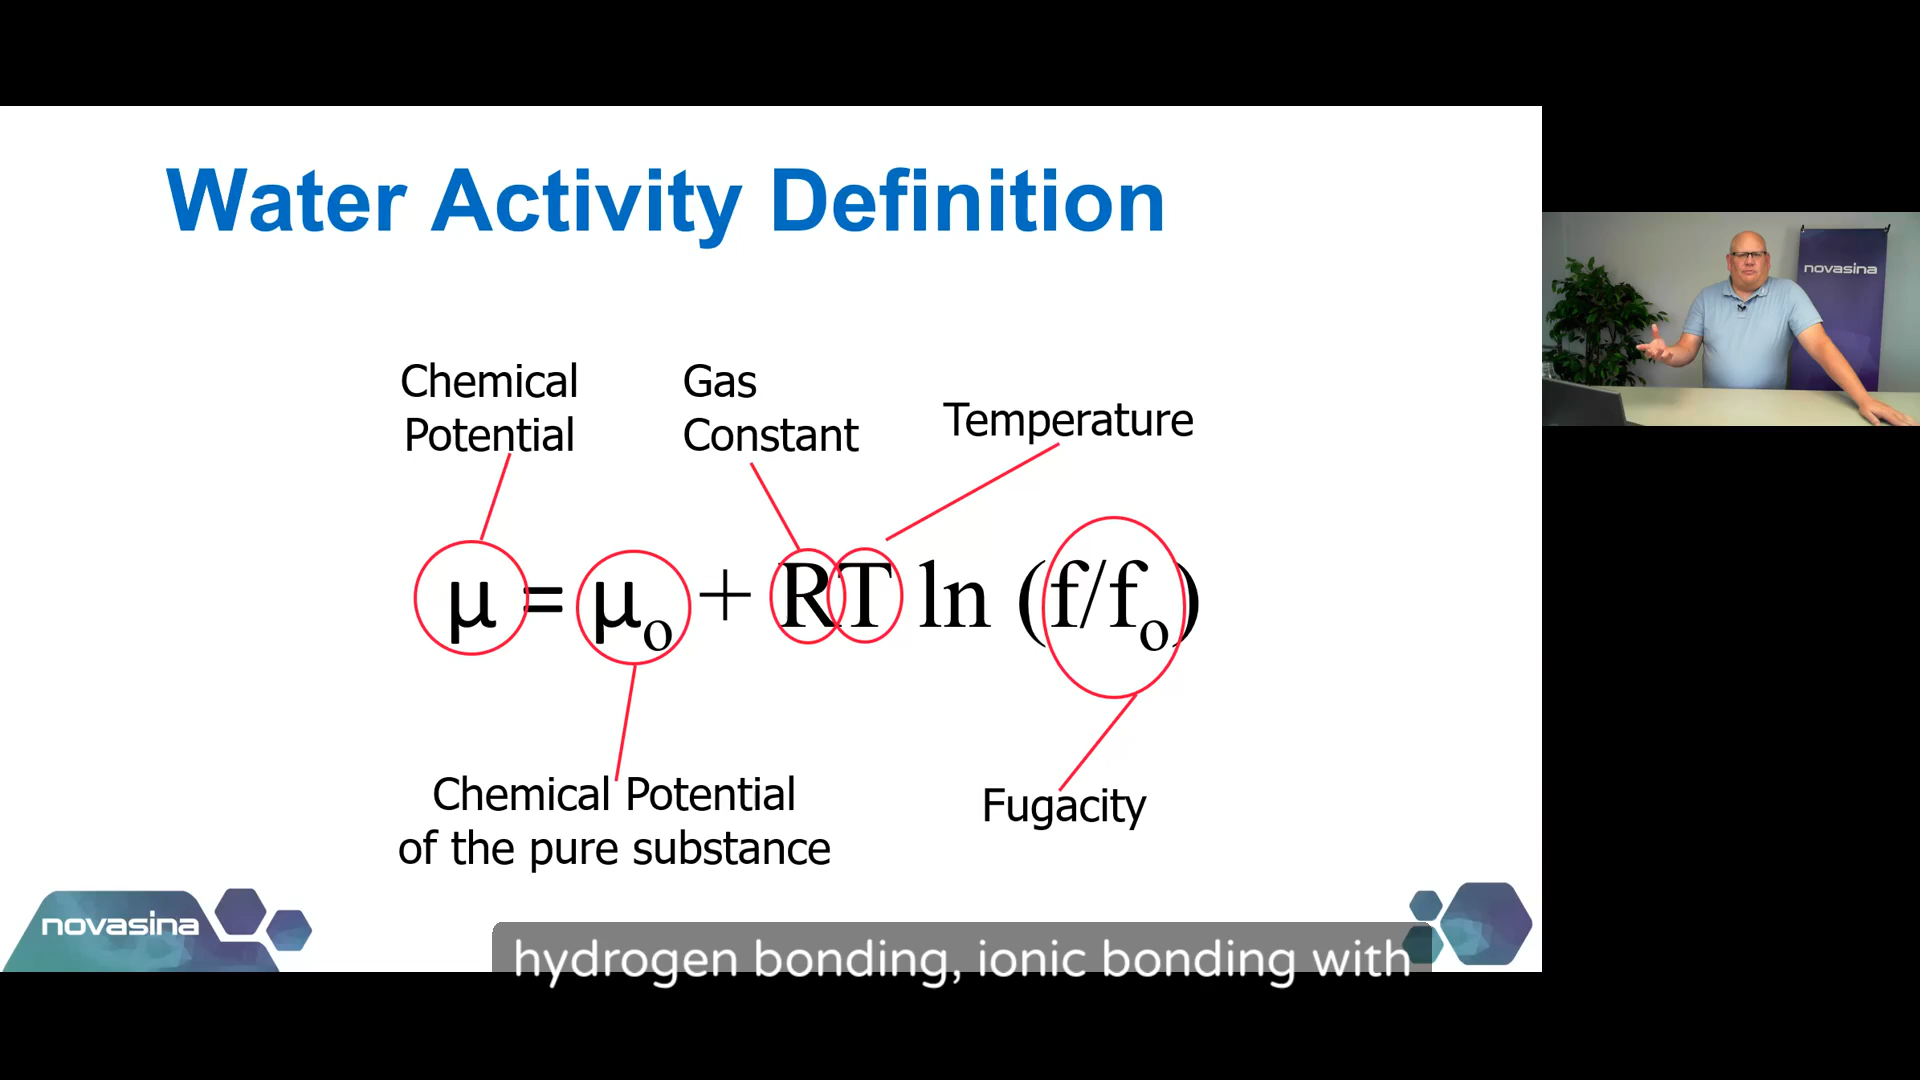 Water Activity Definition
Chemical
Potential
Gas
Constant
Temperature
μ = μo + RT ln (f/fo)
Chemical Potential
of the pure substance
Fugacity
novasina
hydrogen bonding, ionic bonding with
novasina